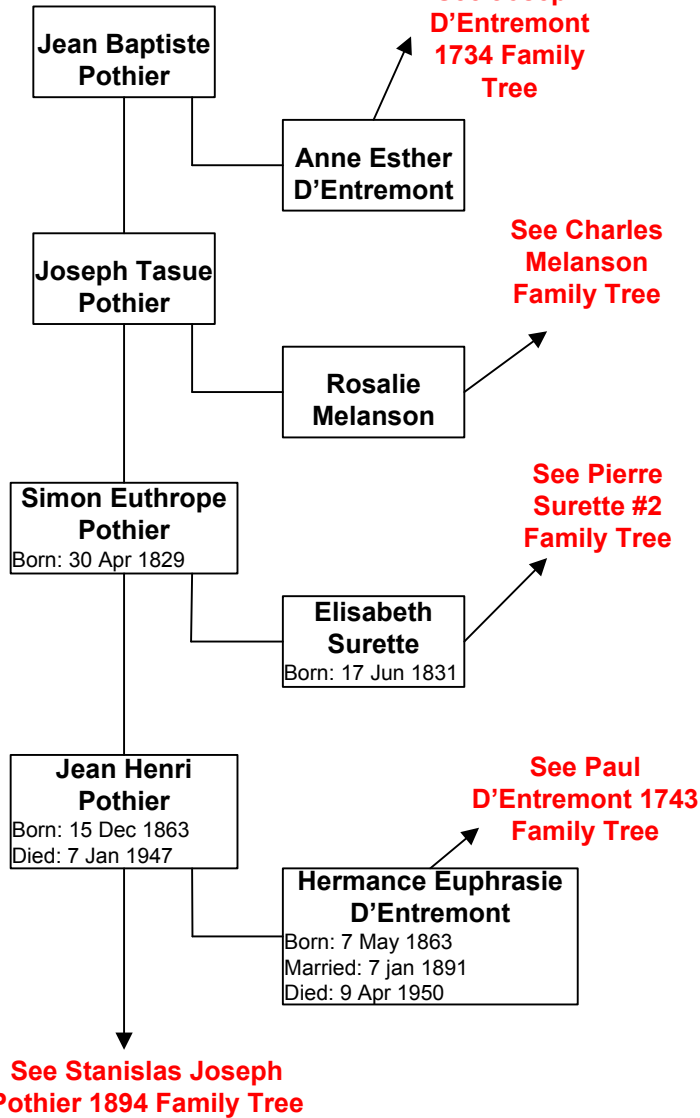 D'Entremont
1734 Family
Tree
Jean Baptiste
Pothier
Anne Esther
D'Entremont
See Charles
Melanson
Family Tree
Joseph Tasue
Pothier
Rosalie
Melanson
See Pierre
Surette #2
Family Tree
Simon Euthrope
Pothier
Born: 30 Apr 1829
Elisabeth
Surette
Born: 17 Jun 1831
See Paul
D'Entremont 1743
Family Tree
Jean Henri
Pothier
Born: 15 Dec 1863
Died: 7 Jan 1947
Hermance Euphrasie
D'Entremont
Born: 7 May 1863
Married: 7 jan 1891
Died: 9 Apr 1950
See Stanislas Joseph
Pothier 1894 Family Tree